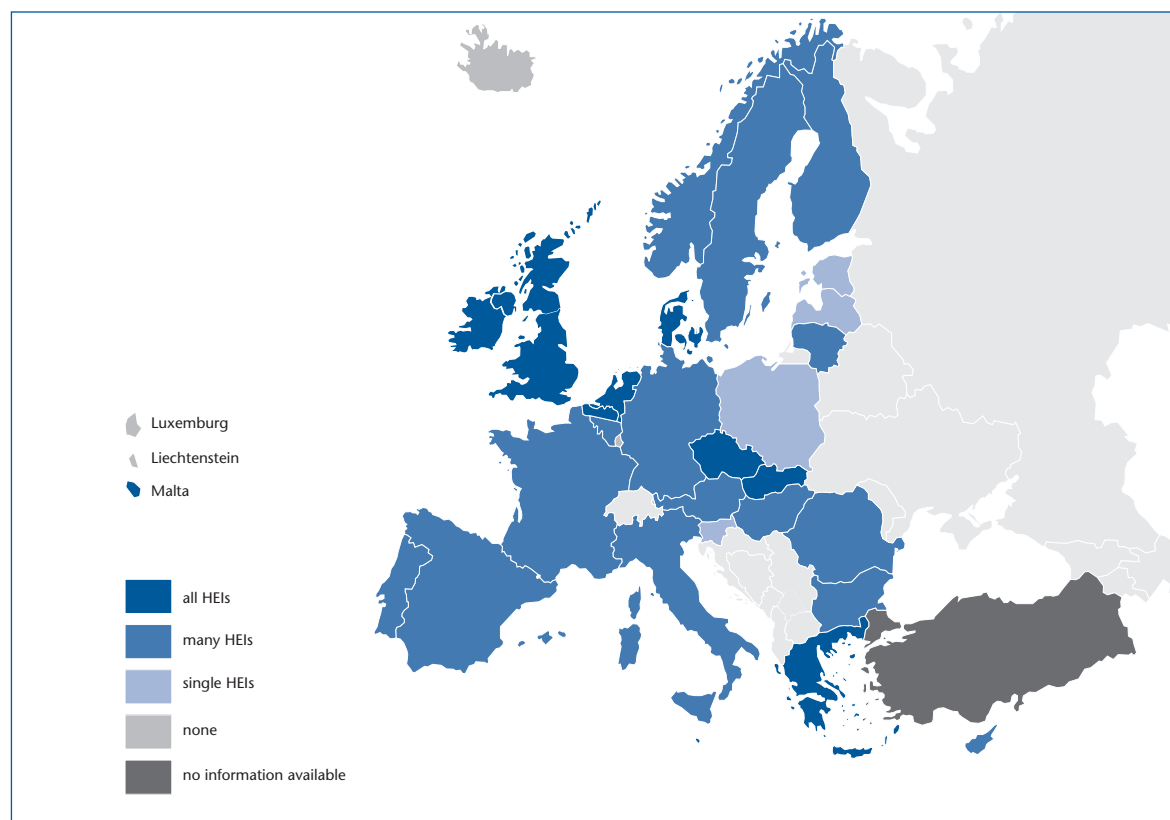 Luxemburg
Liechtenstein
Malta
all HEIs
many HEIs
single HEIs
none
no information available